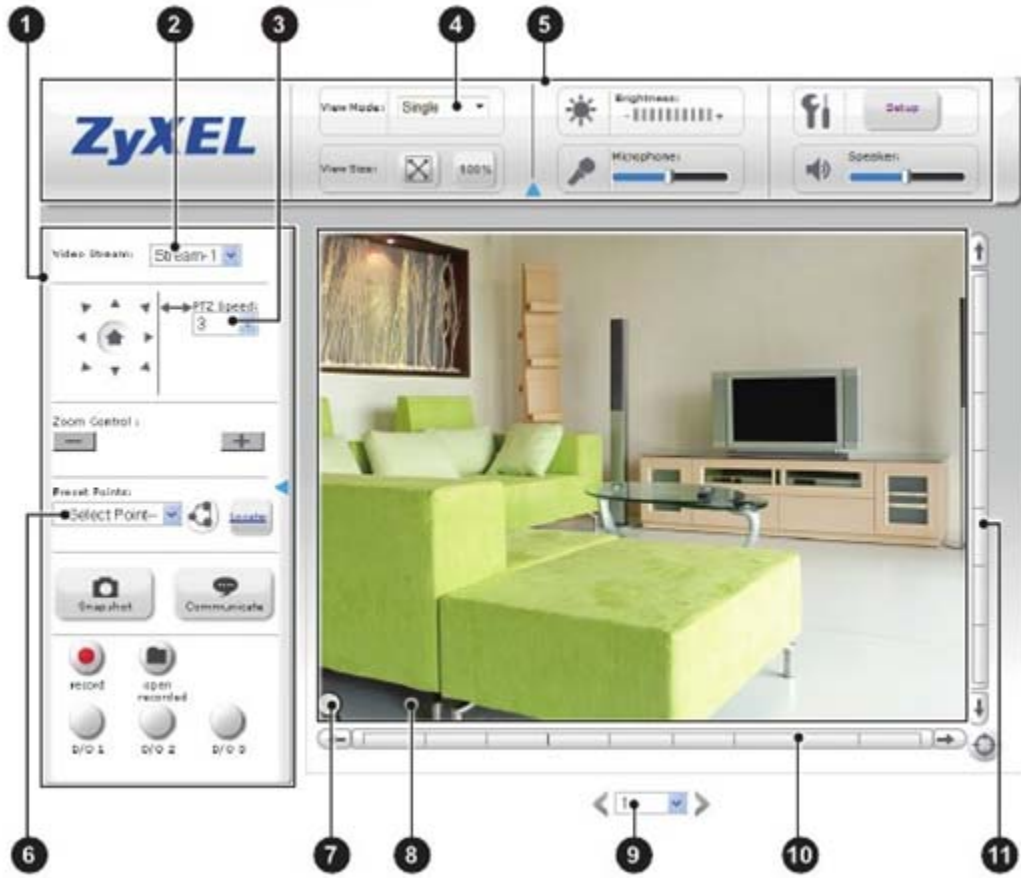 1 2 3 4 5
ZyXEL
View Mode: Single
Brightness:
- +
Setup
View Size: 100%
Microphone:
Speaker:
Video Stream: Stream-1
PTZ Speed:
3
Zoom Control :
Preset Points:
Select Point-- Locate
Snapshot Communicate
record open recorded
D/O 1 D/O 2 D/O 3
1
6 7 8 9 10 11